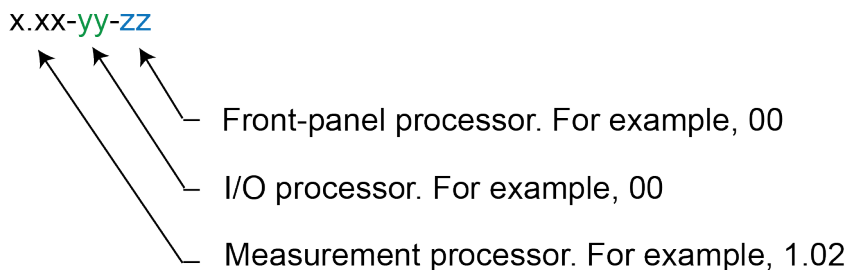 x.xx-yy-zz
Front-panel processor. For example, 00
I/O processor. For example, 00
Measurement processor. For example, 1.02